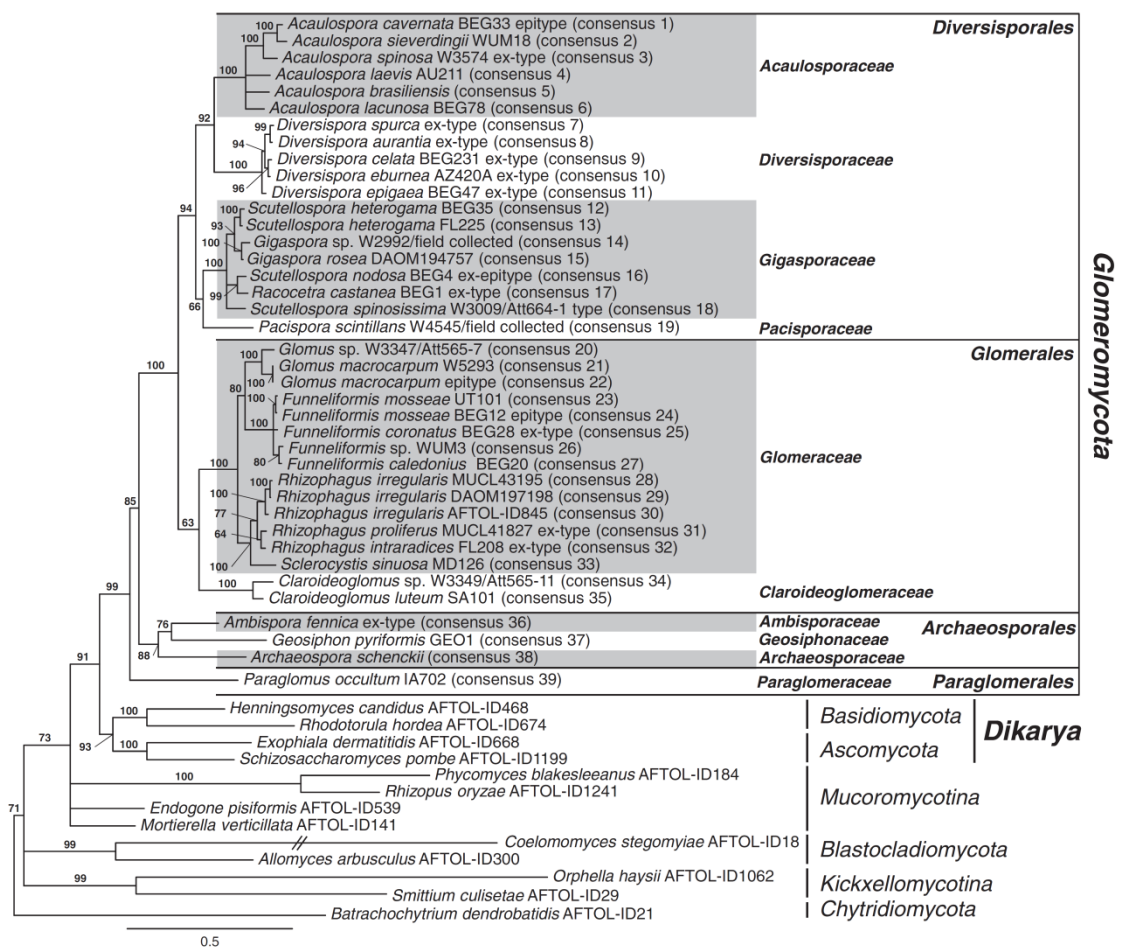 Acaulospora cavernata BEG33 epitype (consensus 1)
Acaulospora sieverdingii WUM18 (consensus 2)
Acaulospora spinosa W3574 ex-type (consensus 3)
Acaulospora laevis AU211 (consensus 4)
Acaulospora brasiliensis (consensus 5)
Acaulospora lacunosa BEG78 (consensus 6)
Diversispora spurca ex-type (consensus 7)
Diversispora aurantia ex-type (consensus 8)
Diversispora celata BEG231 ex-type (consensus 9)
Diversispora eburnea AZ420A ex-type (consensus 10)
Diversispora epigaea BEG47 ex-type (consensus 11)
Scutellospora heterogama BEG35 (consensus 12)
Scutellospora heterogama FL225 (consensus 13)
Gigaspora sp. W2992/field collected (consensus 14)
Gigaspora rosea DAOM194757 (consensus 15)
Scutellospora nodosa BEG4 ex-epitype (consensus 16)
Racocetra castanea BEG1 ex-type (consensus 17)
Scutellospora spinosissima W3009/Att664-1 type (consensus 18)
Pacispora scintillans W4545/field collected (consensus 19)
Glomus sp. W3347/Att565-7 (consensus 20)
Glomus macrocarpum W5293 (consensus 21)
Glomus macrocarpum epitype (consensus 22)
Funneliformis mosseae UT101 (consensus 23)
Funneliformis mosseae BEG12 epitype (consensus 24)
Funneliformis coronatus BEG28 ex-type (consensus 25)
Funneliformis sp. WUM3 (consensus 26)
Funneliformis caledonius BEG20 (consensus 27)
Rhizophagus irregularis MUCL43195 (consensus 28)
Rhizophagus irregularis DAOM197198 (consensus 29)
Rhizophagus irregularis AFTOL-ID845 (consensus 30)
Rhizophagus proliferus MUCL41827 ex-type (consensus 31)
Rhizophagus intraradices FL208 ex-type (consensus 32)
Sclerocystis sinuosa MD126 (consensus 33)
Claroideoglomus sp. W3349/Att565-11 (consensus 34)
Claroideoglomus luteum SA101 (consensus 35)
Ambispora fennica ex-type (consensus 36)
Geosiphon pyriformis GEO1 (consensus 37)
Archaeospora schenckii (consensus 38)
Paraglomus occultum IA702 (consensus 39)
Henningsomyces candidus AFTOL-ID468
Rhodotorula hordea AFTOL-ID674
Exophiala dermatitidis AFTOL-ID668
Schizosaccharomyces pombe AFTOL-ID1199
Phycomyces blakesleeanus AFTOL-ID184
Rhizopus oryzae AFTOL-ID1241
Endogone pisiformis AFTOL-ID539
Mortierella verticillata AFTOL-ID141
Coelomomyces stegomyiae AFTOL-ID18
Allomyces arbusculus AFTOL-ID300
Orphella haysii AFTOL-ID1062
Smittium culisetae AFTOL-ID29
Batrachochytrium dendrobatidis AFTOL-ID21
Diversisporales
Acaulosporaceae
Diversisporaceae
Gigasporaceae
Pacisporaceae
Glomerales
Glomeraceae
Claroideoglomeraceae
Ambisporaceae
Geosiphonaceae
Archaeosporaceae
Archaeosporales
Paraglomeraceae
Paraglomerales
Glomeromycota
Basidiomycota
Ascomycota
Dikarya
Mucoromycotina
Blastocladiomycota
Kickxellomycotina
Chytridiomycota
100
100
100
92
99
94
100
96
94
100
93
100
100
99
66
100
100
100
80
100
100
80
100
100
100
77
64
100
63
100
85
99
76
88
91
100
93
100
73
100
71
99
99
0.5